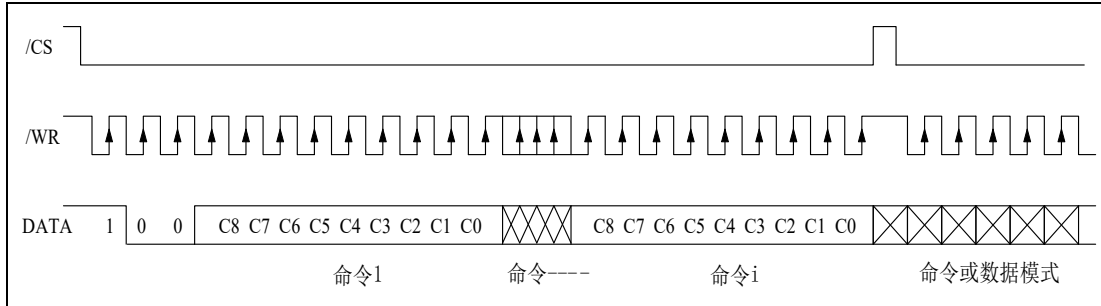 /CS
/WR
DATA 1 0 0 C8 C7 C6 C5 C4 C3 C2 C1 C0 C8 C7 C6 C5 C4 C3 C2 C1 C0
命令1 命令---- 命令i 命令或数据模式